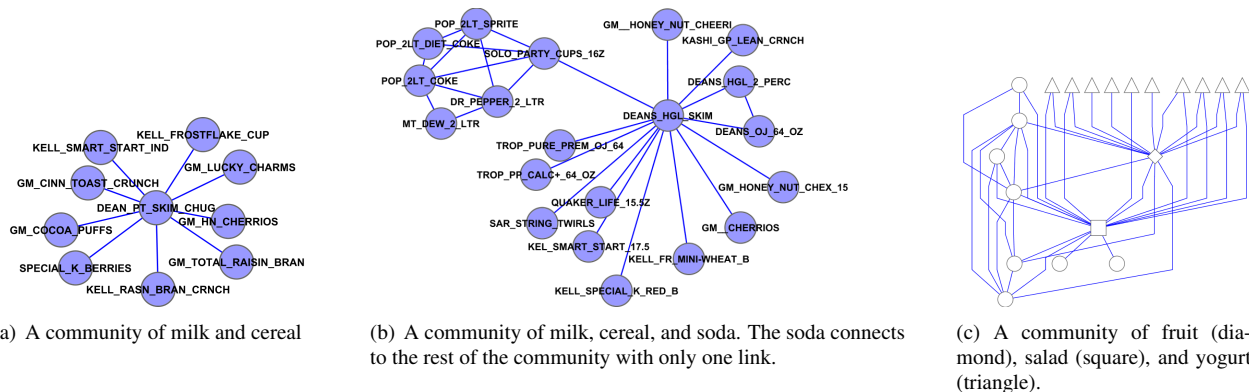 KELL_FROSTFLAKE_CUP
KELL_SMART_START_IND
GM_LUCKY_CHARMS
GM_CINN_TOAST_CRUNCH
DEAN_PT_SKIM_CHUG
GM_HN_CHERRIOS
GM_COCOA_PUFFS
GM_TOTAL_RAISIN_BRAN
SPECIAL_K_BERRIES
KELL_RASN_BRAN_CRNCH
a) A community of milk and cereal
POP_2LT_SPRITE
POP_2LT_DIET_COKE
SOLO_PARTY_CUPS_16Z
POP_2LT_COKE
DR_PEPPER_2_LTR
MT_DEW_2_LTR
GM__HONEY_NUT_CHEERI
KASHI_GP_LEAN_CRNCH
DEANS_HGL_2_PERC
DEANS_HGL_SKIM
DEANS_OJ_64_OZ
TROP_PURE_PREM_OJ_64
TROP_PP_CALC+_64_OZ
GM_HONEY_NUT_CHEX_15
QUAKER_LIFE_15.5Z
SAR_STRING_TWIRLS
GM__CHERRIOS
KEL_SMART_START_17.5
KELL_FR_MINI-WHEAT_B
KELL_SPECIAL_K_RED_B
(b) A community of milk, cereal, and soda. The soda connects
to the rest of the community with only one link.
(c) A community of fruit (dia-
mond), salad (square), and yogurt
(triangle).